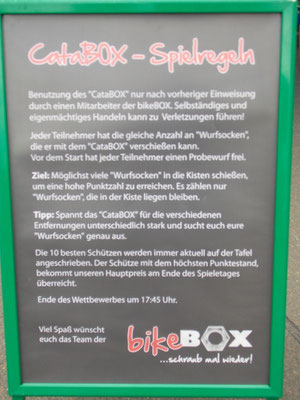 CataBOX - Spielregeln
Benutzung des "CataBOX" nur nach vorheriger Einweisung
durch einen Mitarbeiter der bikeBOX. Selbständiges und
eigenmächtiges Handeln kann zu Verletzungen führen!
Jeder Teilnehmer hat die gleiche Anzahl an "Wurfsocken",
die er mit dem "CataBOX" verschießen kann.
Vor dem Start hat jeder Teilnehmer einen Probewurf frei.
Ziel: Möglichst viele "Wurfsocken" in die Kisten schießen,
um eine hohe Punktzahl zu erreichen. Es zählen nur
"Wurfsocken", die in der Kiste liegen bleiben.
Tipp: Spannt das "CataBOX" für die verschiedenen
Entfernungen unterschiedlich stark und sucht euch eure
"Wurfsocken" genau aus.
Die 10 besten Schützen werden immer aktuell auf der Tafel
angeschrieben. Der Schütze mit dem höchsten Punktestand,
bekommt unseren Hauptpreis am Ende des Spieletages
überreicht.
Ende des Wettbewerbes um 17:45 Uhr.
Viel Spaß wünscht
euch das Team der
bikeBOX
...schraub mal wieder!